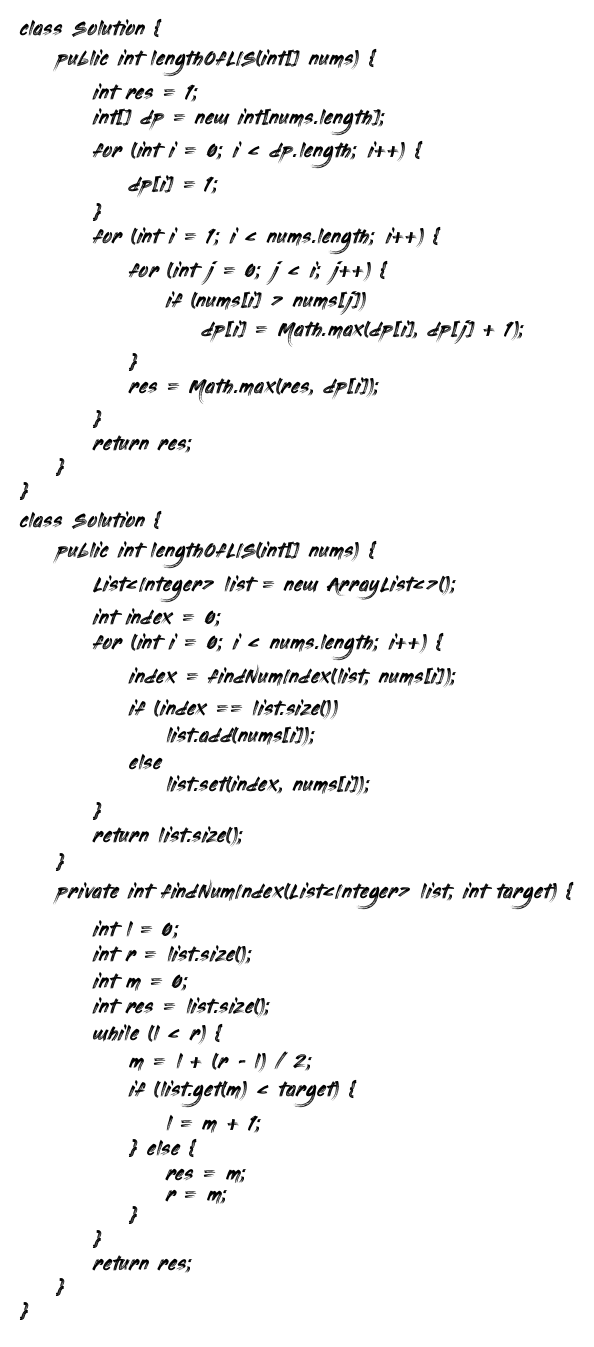 class Solution {
    public int lengthOfLIS(int[] nums) {
        int res = 1;
        int[] dp = new int[nums.length];
        for (int i = 0; i < dp.length; i++) {
            dp[i] = 1;
        }
        for (int i = 1; i < nums.length; i++) {
            for (int j = 0; j < i; j++) {
                if (nums[i] > nums[j])
                    dp[i] = Math.max(dp[i], dp[j] + 1);
            }
            res = Math.max(res, dp[i]);
        }
        return res;
    }
}
class Solution {
    public int lengthOfLIS(int[] nums) {
        List<Integer> list = new ArrayList<>();
        int index = 0;
        for (int i = 0; i < nums.length; i++) {
            index = findNumIndex(list, nums[i]);
            if (index == list.size())
                list.add(nums[i]);
            else
                list.set(index, nums[i]);
        }
        return list.size();
    }
    private int findNumIndex(List<Integer> list, int target) {
        int l = 0;
        int r = list.size();
        int m = 0;
        int res = list.size();
        while (l < r) {
            m = l + (r - l) / 2;
            if (list.get(m) < target) {
                l = m + 1;
            } else {
                res = m;
                r = m;
            }
        }
        return res;
    }
}